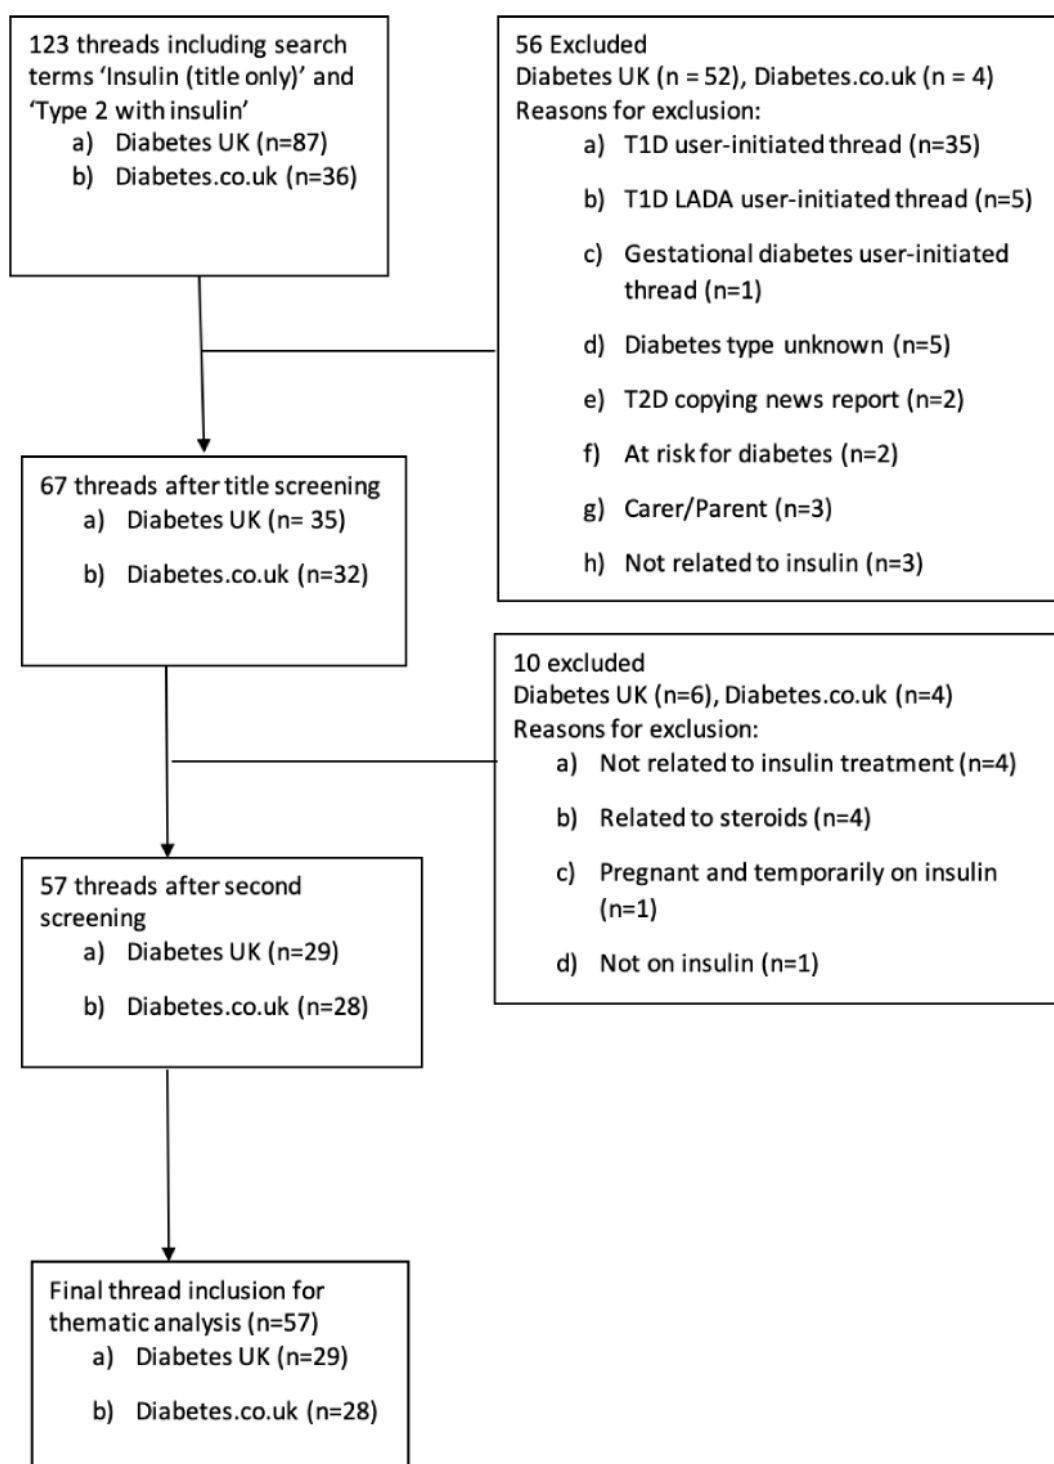 123 threads including search
terms ‘Insulin (title only)’ and
‘Type 2 with insulin’
a) Diabetes UK (n=87)
b) Diabetes.co.uk (n=36)
56 Excluded
Diabetes UK (n = 52), Diabetes.co.uk (n = 4)
Reasons for exclusion:
a) T1D user-initiated thread (n=35)
b) T1D LADA user-initiated thread (n=5)
c) Gestational diabetes user-initiated
thread (n=1)
d) Diabetes type unknown (n=5)
e) T2D copying news report (n=2)
f) At risk for diabetes (n=2)
g) Carer/Parent (n=3)
h) Not related to insulin (n=3)
67 threads after title screening
a) Diabetes UK (n= 35)
b) Diabetes.co.uk (n=32)
10 excluded
Diabetes UK (n=6), Diabetes.co.uk (n=4)
Reasons for exclusion:
a) Not related to insulin treatment (n=4)
b) Related to steroids (n=4)
c) Pregnant and temporarily on insulin
(n=1)
d) Not on insulin (n=1)
57 threads after second
screening
a) Diabetes UK (n=29)
b) Diabetes.co.uk (n=28)
Final thread inclusion for
thematic analysis (n=57)
a) Diabetes UK (n=29)
b) Diabetes.co.uk (n=28)